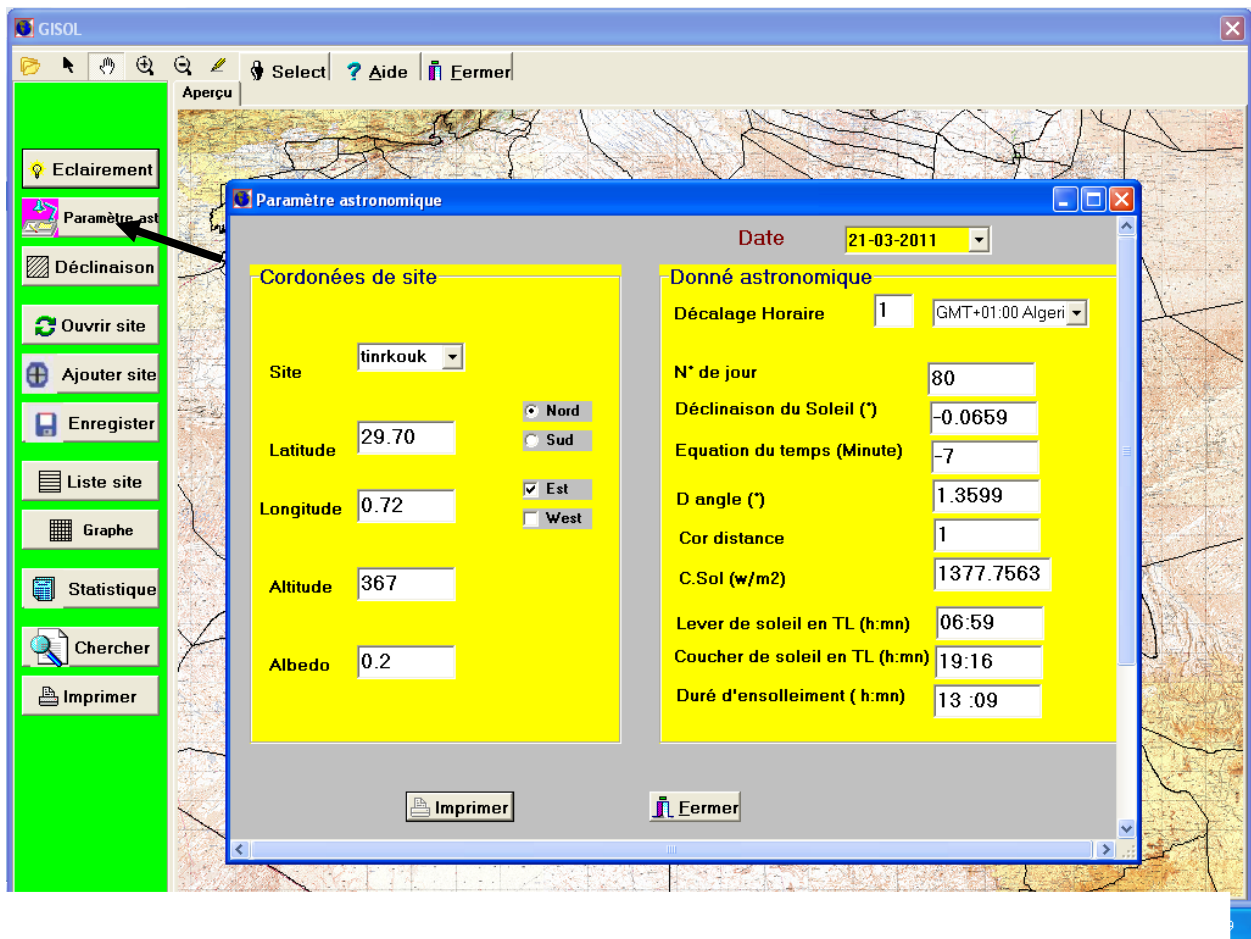 GISOL
Select ? Aide Fermer
Aperçu
Eclairement
Paramètre ast
Déclinaison
Ouvrir site
Ajouter site
Enregister
Liste site
Graphe
Statistique
Chercher
Imprimer
Paramètre astronomique
Date 21-03-2011
Cordonées de site
Site tinrkouk
Latitude 29.70
Nord
Sud
Longitude 0.72
Est
West
Altitude 367
Albedo 0.2
Donné astronomique
Décalage Horaire 1 GMT+01:00 Algeri
N° de jour 80
Déclinaison du Soleil (°) -0.0659
Equation du temps (Minute) -7
D angle (°) 1.3599
Cor distance 1
C.Sol (w/m2) 1377.7563
Lever de soleil en TL (h:mn) 06:59
Coucher de soleil en TL (h:mn) 19:16
Duré d'ensolleiment ( h:mn) 13 :09
Imprimer
Fermer